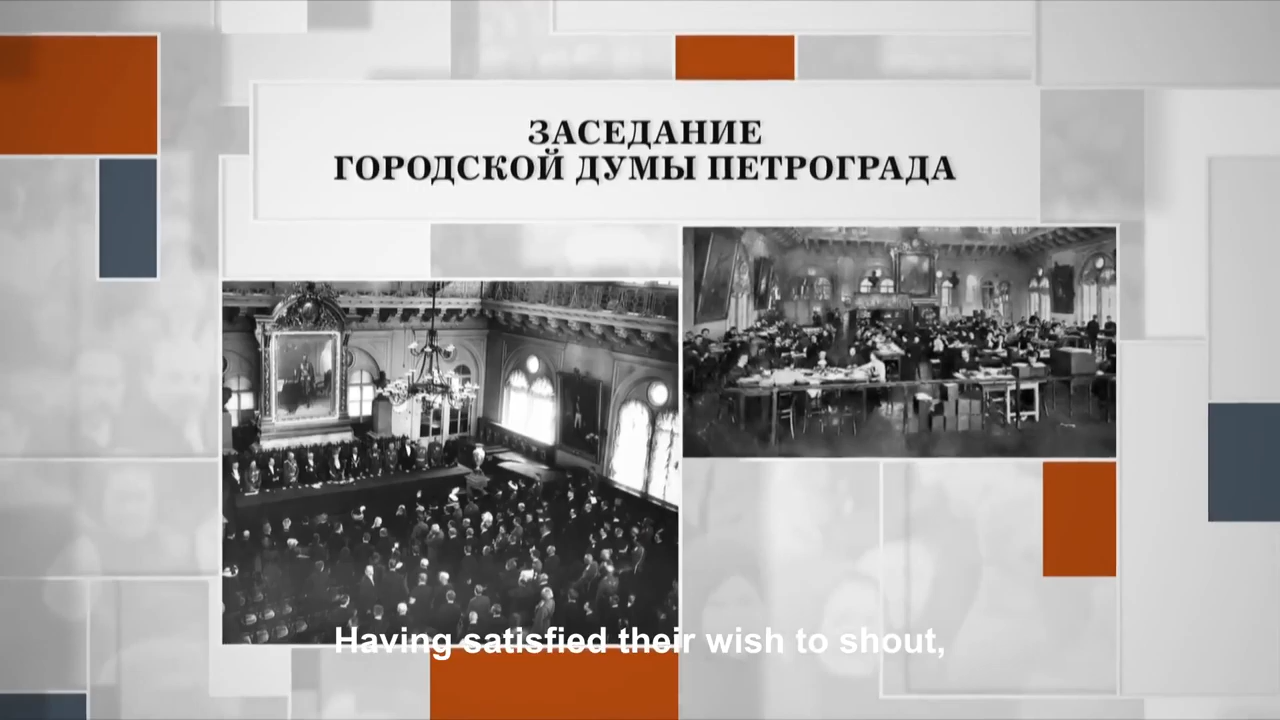 ЗАСЕДАНИЕ
ГОРОДСКОЙ ДУМЫ ПЕТРОГРАДА
Having satisfied their wish to shout,